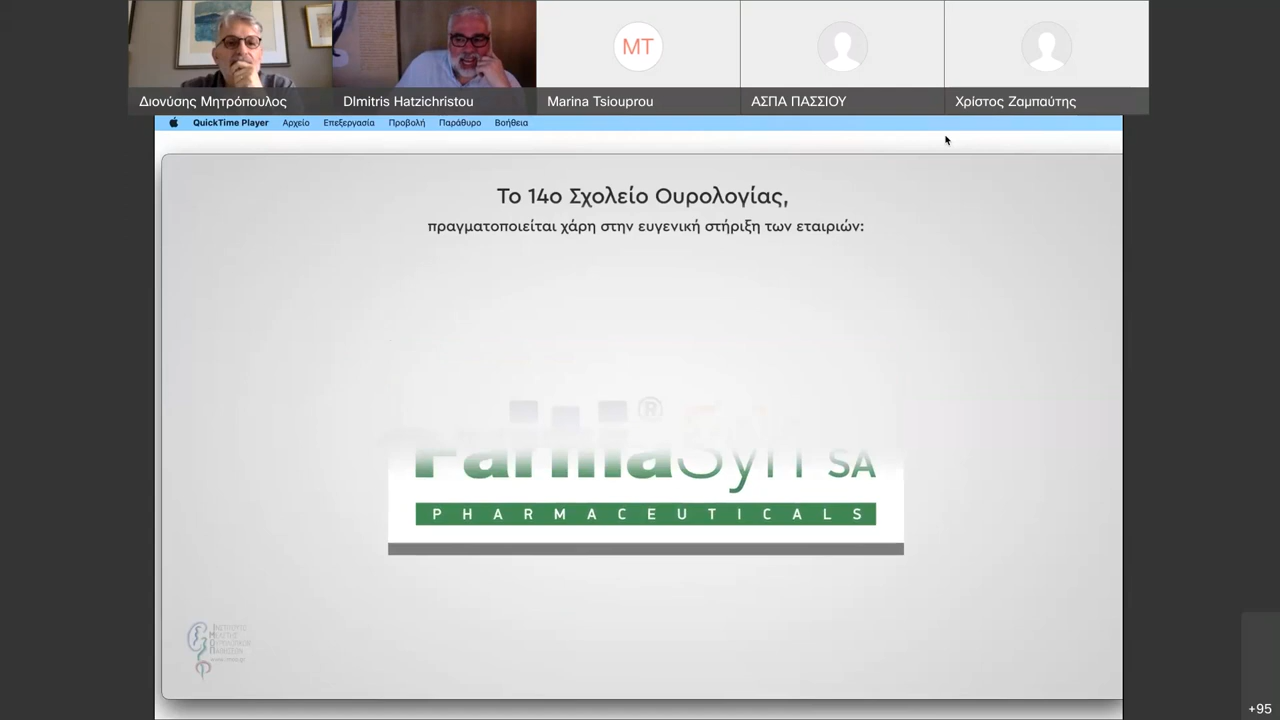 MT
Διονύσης Μητρόπουλος
DImitris Hatzichristou
Marina Tsiouprou
ΑΣΠΑ ΠΑΣΣΙΟΥ
Χρίστος Ζαμπαύτης
QuickTime Player Αρχείο Επεξεργασία Προβολή Παράθυρο Βοήθεια
Το 14ο Σχολείο Ουρολογίας,
πραγματοποιείται χάρη στην ευγενική στήριξη των εταιριών:
®
FarmaSyn SA
PHARMACEUTICALS
+95